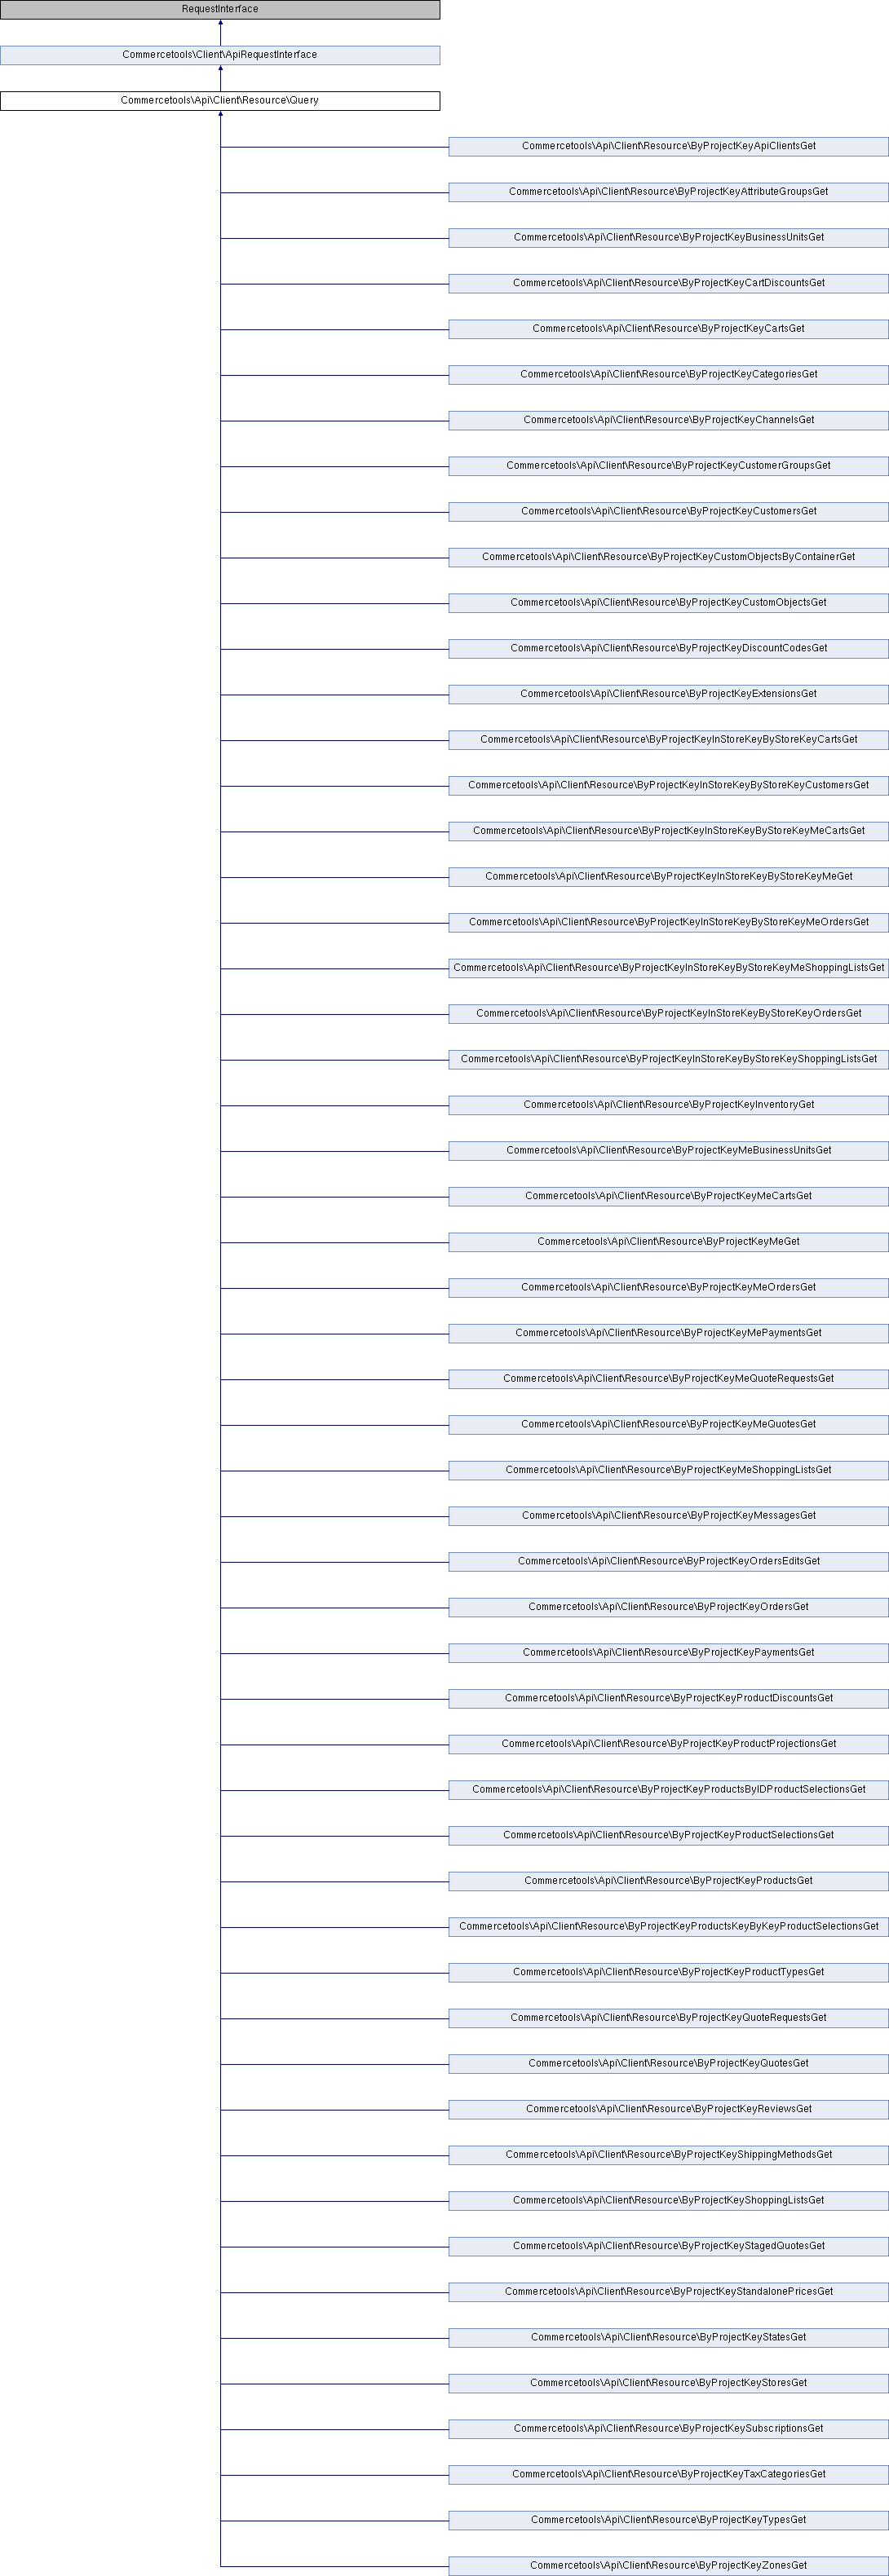 RequestInterface
Commercetools\Client\ApiRequestInterface
Commercetools\Api\Client\Resource\Query
Commercetools\Api\Client\Resource\ByProjectKeyApiClientsGet
Commercetools\Api\Client\Resource\ByProjectKeyAttributeGroupsGet
Commercetools\Api\Client\Resource\ByProjectKeyBusinessUnitsGet
Commercetools\Api\Client\Resource\ByProjectKeyCartDiscountsGet
Commercetools\Api\Client\Resource\ByProjectKeyCartsGet
Commercetools\Api\Client\Resource\ByProjectKeyCategoriesGet
Commercetools\Api\Client\Resource\ByProjectKeyChannelsGet
Commercetools\Api\Client\Resource\ByProjectKeyCustomerGroupsGet
Commercetools\Api\Client\Resource\ByProjectKeyCustomersGet
Commercetools\Api\Client\Resource\ByProjectKeyCustomObjectsByContainerGet
Commercetools\Api\Client\Resource\ByProjectKeyCustomObjectsGet
Commercetools\Api\Client\Resource\ByProjectKeyDiscountCodesGet
Commercetools\Api\Client\Resource\ByProjectKeyExtensionsGet
Commercetools\Api\Client\Resource\ByProjectKeyInStoreKeyByStoreKeyCartsGet
Commercetools\Api\Client\Resource\ByProjectKeyInStoreKeyByStoreKeyCustomersGet
Commercetools\Api\Client\Resource\ByProjectKeyInStoreKeyByStoreKeyMeCartsGet
Commercetools\Api\Client\Resource\ByProjectKeyInStoreKeyByStoreKeyMeGet
Commercetools\Api\Client\Resource\ByProjectKeyInStoreKeyByStoreKeyMeOrdersGet
Commercetools\Api\Client\Resource\ByProjectKeyInStoreKeyByStoreKeyMeShoppingListsGet
Commercetools\Api\Client\Resource\ByProjectKeyInStoreKeyByStoreKeyOrdersGet
Commercetools\Api\Client\Resource\ByProjectKeyInStoreKeyByStoreKeyShoppingListsGet
Commercetools\Api\Client\Resource\ByProjectKeyInventoryGet
Commercetools\Api\Client\Resource\ByProjectKeyMeBusinessUnitsGet
Commercetools\Api\Client\Resource\ByProjectKeyMeCartsGet
Commercetools\Api\Client\Resource\ByProjectKeyMeGet
Commercetools\Api\Client\Resource\ByProjectKeyMeOrdersGet
Commercetools\Api\Client\Resource\ByProjectKeyMePaymentsGet
Commercetools\Api\Client\Resource\ByProjectKeyMeQuoteRequestsGet
Commercetools\Api\Client\Resource\ByProjectKeyMeQuotesGet
Commercetools\Api\Client\Resource\ByProjectKeyMeShoppingListsGet
Commercetools\Api\Client\Resource\ByProjectKeyMessagesGet
Commercetools\Api\Client\Resource\ByProjectKeyOrdersEditsGet
Commercetools\Api\Client\Resource\ByProjectKeyOrdersGet
Commercetools\Api\Client\Resource\ByProjectKeyPaymentsGet
Commercetools\Api\Client\Resource\ByProjectKeyProductDiscountsGet
Commercetools\Api\Client\Resource\ByProjectKeyProductProjectionsGet
Commercetools\Api\Client\Resource\ByProjectKeyProductsByIDProductSelectionsGet
Commercetools\Api\Client\Resource\ByProjectKeyProductSelectionsGet
Commercetools\Api\Client\Resource\ByProjectKeyProductsGet
Commercetools\Api\Client\Resource\ByProjectKeyProductsKeyByKeyProductSelectionsGet
Commercetools\Api\Client\Resource\ByProjectKeyProductTypesGet
Commercetools\Api\Client\Resource\ByProjectKeyQuoteRequestsGet
Commercetools\Api\Client\Resource\ByProjectKeyQuotesGet
Commercetools\Api\Client\Resource\ByProjectKeyReviewsGet
Commercetools\Api\Client\Resource\ByProjectKeyShippingMethodsGet
Commercetools\Api\Client\Resource\ByProjectKeyShoppingListsGet
Commercetools\Api\Client\Resource\ByProjectKeyStagedQuotesGet
Commercetools\Api\Client\Resource\ByProjectKeyStandalonePricesGet
Commercetools\Api\Client\Resource\ByProjectKeyStatesGet
Commercetools\Api\Client\Resource\ByProjectKeyStoresGet
Commercetools\Api\Client\Resource\ByProjectKeySubscriptionsGet
Commercetools\Api\Client\Resource\ByProjectKeyTaxCategoriesGet
Commercetools\Api\Client\Resource\ByProjectKeyTypesGet
Commercetools\Api\Client\Resource\ByProjectKeyZonesGet